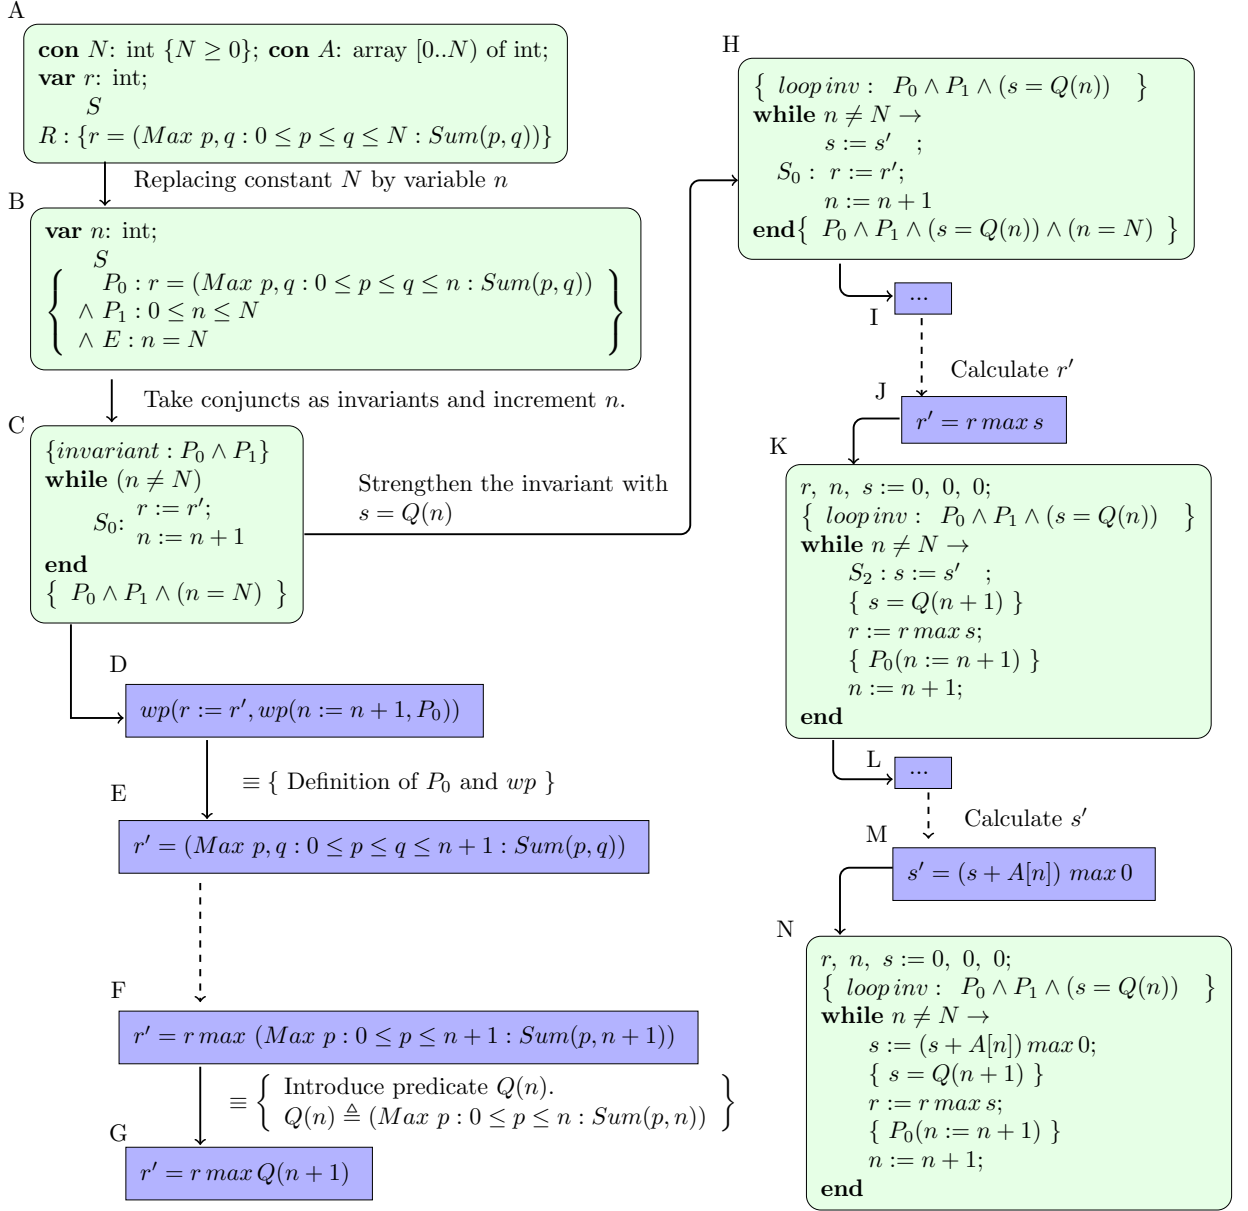 A
con N: int {N ≥ 0}; con A: array [0..N) of int;
var r: int;
S
R : {r = (Max p, q : 0 ≤ p ≤ q ≤ N : Sum(p, q))}
Replacing constant N by variable n
B
var n: int;
S
P₀ : r = (Max p, q : 0 ≤ p ≤ q ≤ n : Sum(p, q))
∧ P₁ : 0 ≤ n ≤ N
∧ E : n = N
Take conjuncts as invariants and increment n.
C
{invariant : P₀ ∧ P₁}
while (n ≠ N)
r := r′;
S₀:
n := n + 1
end
{ P₀ ∧ P₁ ∧ (n = N) }
Strengthen the invariant with
s = Q(n)
D
wp(r := r′, wp(n := n + 1, P₀))
≡ { Definition of P₀ and wp }
E
r′ = (Max p, q : 0 ≤ p ≤ q ≤ n + 1 : Sum(p, q))
F
r′ = r max (Max p : 0 ≤ p ≤ n + 1 : Sum(p, n + 1))
≡ { Introduce predicate Q(n).
Q(n) ≜ (Max p : 0 ≤ p ≤ n : Sum(p, n)) }
G
r′ = r max Q(n + 1)
H
{ loop inv : P₀ ∧ P₁ ∧ (s = Q(n)) }
while n ≠ N →
s := s′ ;
S₀ : r := r′;
n := n + 1
end{ P₀ ∧ P₁ ∧ (s = Q(n)) ∧ (n = N) }
...
I
Calculate r′
J
r′ = r max s
K
r, n, s := 0, 0, 0;
{ loop inv : P₀ ∧ P₁ ∧ (s = Q(n)) }
while n ≠ N →
S₂ : s := s′ ;
{ s = Q(n + 1) }
r := r max s;
{ P₀(n := n + 1) }
n := n + 1;
end
L
...
Calculate s′
M
s′ = (s + A[n]) max 0
N
r, n, s := 0, 0, 0;
{ loop inv : P₀ ∧ P₁ ∧ (s = Q(n)) }
while n ≠ N →
s := (s + A[n]) max 0;
{ s = Q(n + 1) }
r := r max s;
{ P₀(n := n + 1) }
n := n + 1;
end